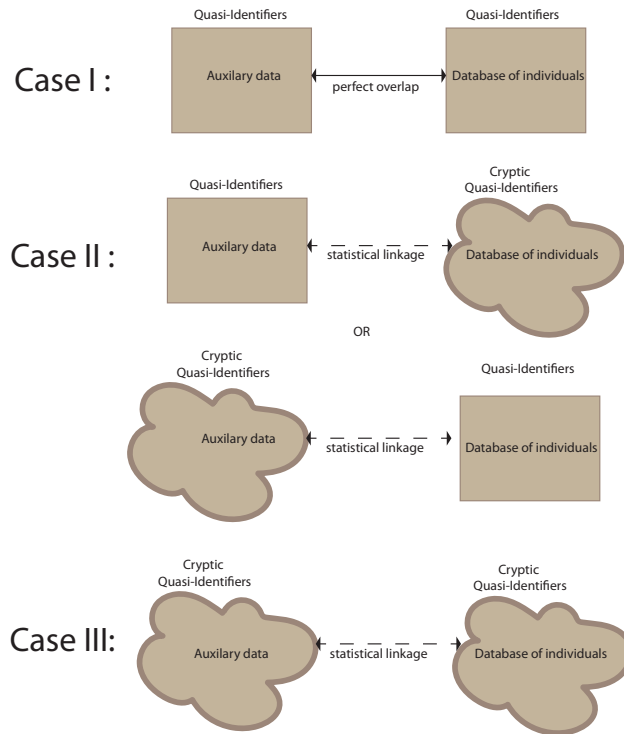 Quasi-Identifiers
Quasi-Identifiers
Case I :
Auxilary data
perfect overlap
Database of individuals
Cryptic
Quasi-Identifiers
Quasi-Identifiers
Case II :
Auxilary data
statistical linkage
Database of individuals
OR
Cryptic
Quasi-Identifiers
Quasi-Identifiers
Auxilary data
statistical linkage
Database of individuals
Cryptic
Quasi-Identifiers
Cryptic
Quasi-Identifiers
Case III:
Auxilary data
statistical linkage
Database of individuals